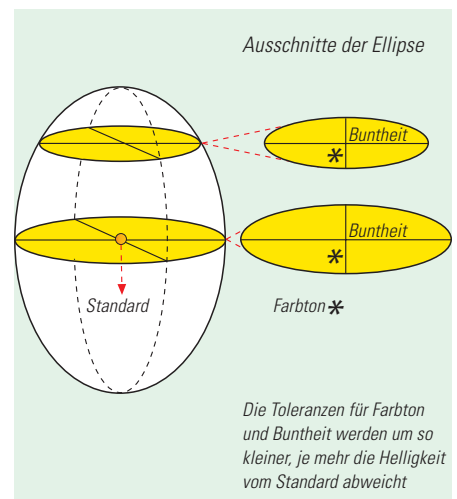 Ausschnitte der Ellipse
Buntheit
*
Buntheit
*
Standard
Farbton *
Die Toleranzen für Farbton
und Buntheit werden um so
kleiner, je mehr die Helligkeit
vom Standard abweicht